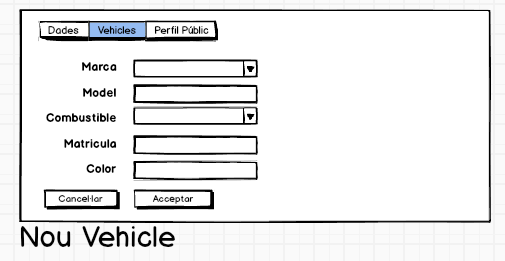 Dades Vehicles Perfil Públic
Marca
Model
Combustible
Matricula
Color
Cancel·lar Acceptar
Nou Vehicle